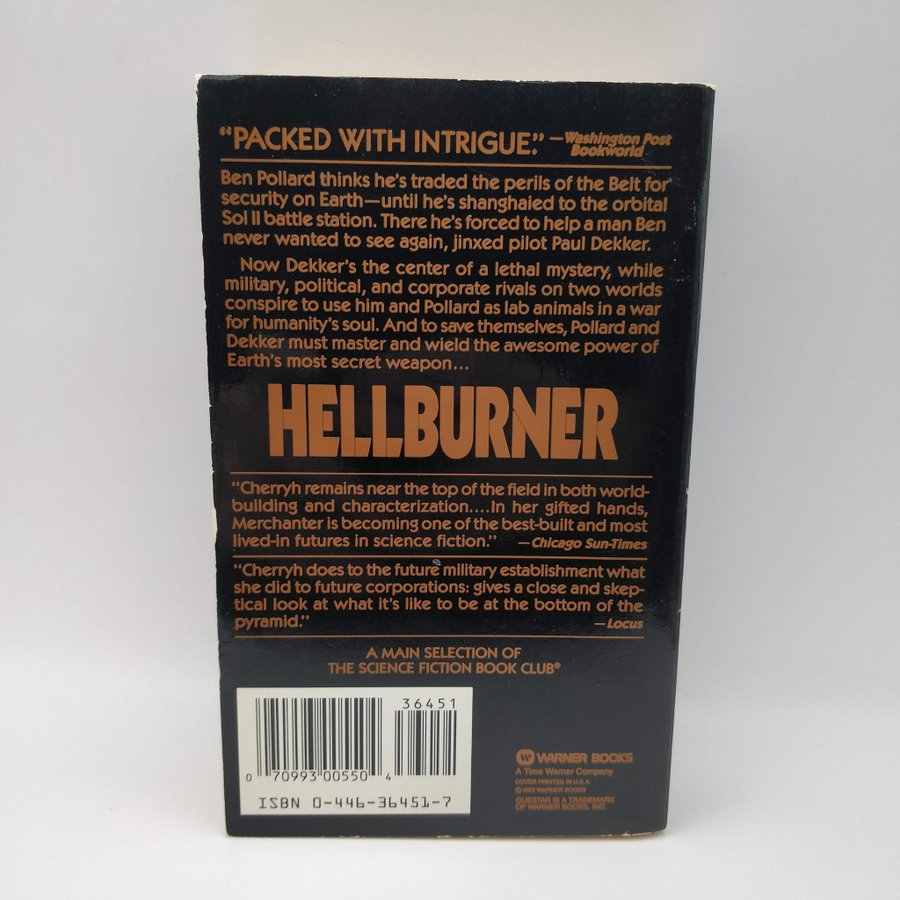 “PACKED WITH INTRIGUE.” —Washington Post
Bookworld
Ben Pollard thinks he’s traded the perils of the Belt for
security on Earth—until he’s shanghaied to the orbital
Sol II battle station. There he’s forced to help a man Ben
never wanted to see again, jinxed pilot Paul Dekker.
Now Dekker’s the center of a lethal mystery, while
military, political, and corporate rivals on two worlds
conspire to use him and Pollard as lab animals in a war
for humanity’s soul. And to save themselves, Pollard and
Dekker must master and wield the awesome power of
Earth’s most secret weapon...
HELLBURNER
“Cherryh remains near the top of the field in both world-
building and characterization....In her gifted hands,
Merchanter is becoming one of the best-built and most
lived-in futures in science fiction.” —Chicago Sun-Times
“Cherryh does to the future military establishment what
she did to future corporations: gives a close and skep-
tical look at what it’s like to be at the bottom of the
pyramid.” —Locus
A MAIN SELECTION OF
THE SCIENCE FICTION BOOK CLUB®
36451
0 70993 00550 4
ISBN 0-446-36451-7
W WARNER BOOKS
A Time Warner Company
COVER PRINTED IN U.S.A.
© 1993 WARNER BOOKS
QUESTAR IS A TRADEMARK
OF WARNER BOOKS, INC.